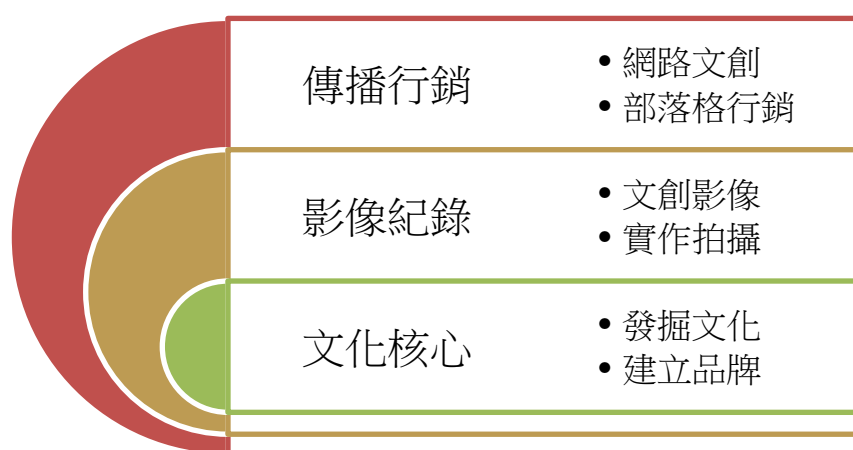 傳播行銷
• 網路文創
• 部落格行銷
影像紀錄
• 文創影像
• 實作拍攝
文化核心
• 發掘文化
• 建立品牌